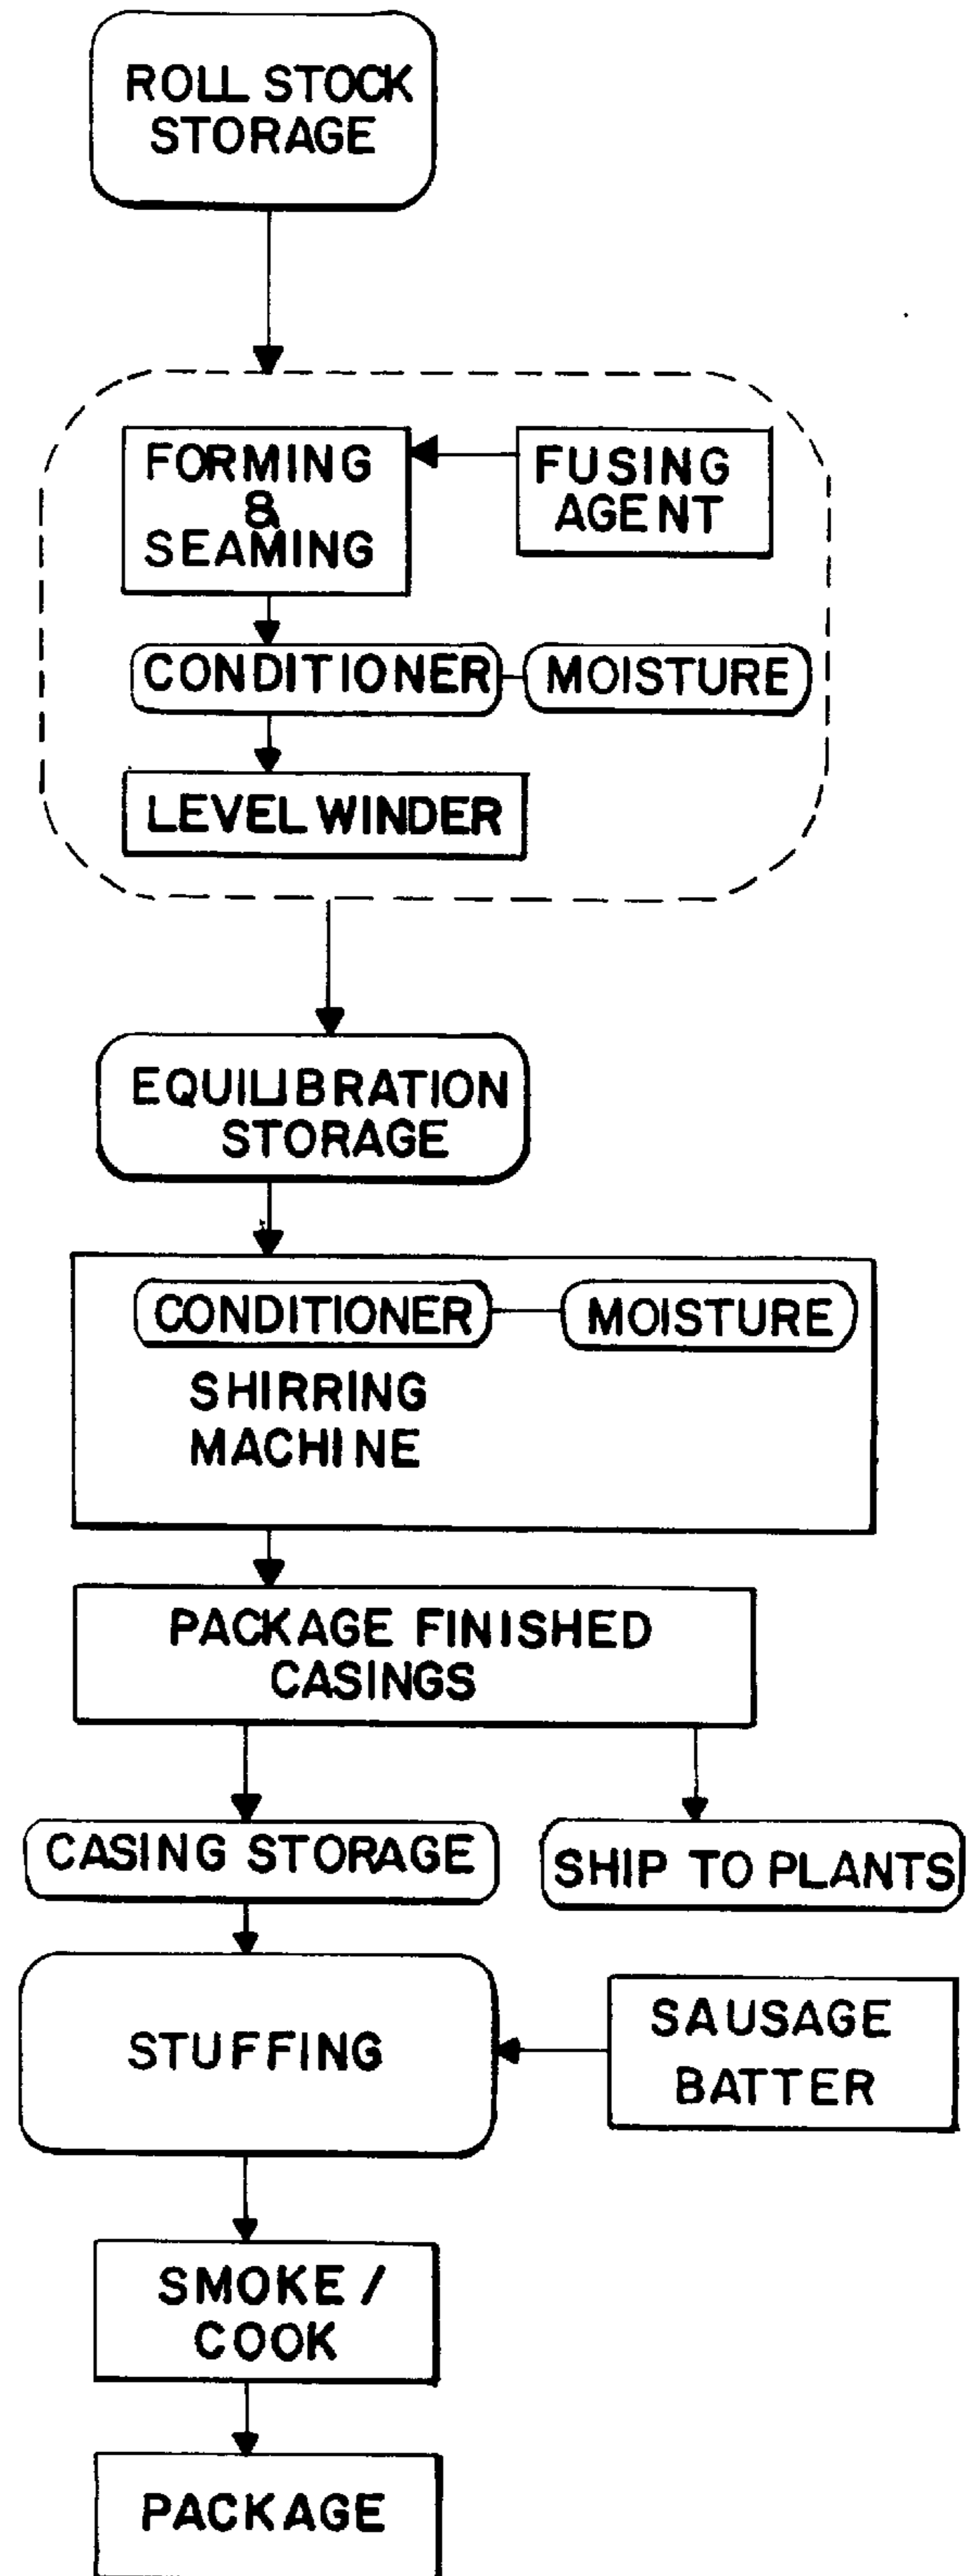 ROLL STOCK
STORAGE
FORMING
&
SEAMING
FUSING
AGENT
CONDITIONER
MOISTURE
LEVEL WINDER
EQUILIBRATION
STORAGE
CONDITIONER
MOISTURE
SHIRRING
MACHINE
PACKAGE FINISHED
CASINGS
CASING STORAGE
SHIP TO PLANTS
STUFFING
SAUSAGE
BATTER
SMOKE /
COOK
PACKAGE